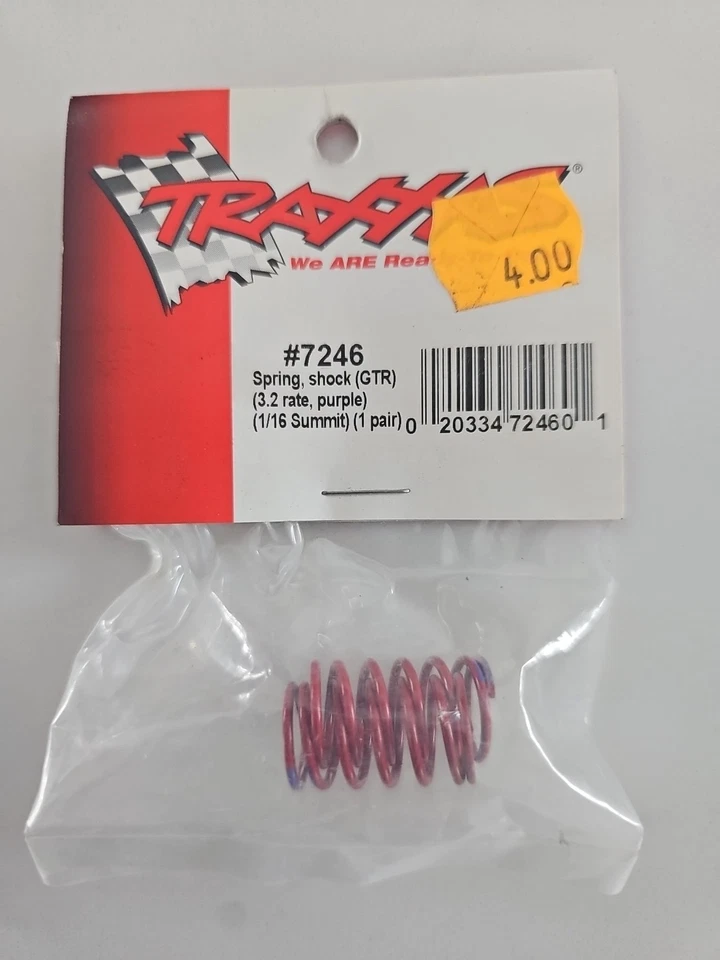 TRAXXAS®
We ARE Rea
4.00
#7246
Spring, shock (GTR)
(3.2 rate, purple)
(1/16 Summit) (1 pair)
0 20334 72460 1